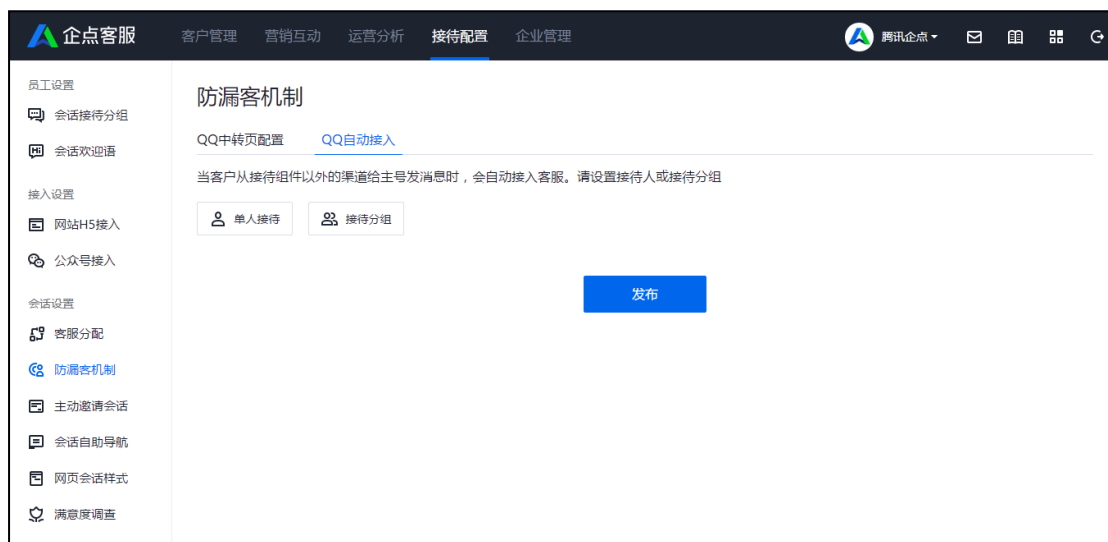 企点客服 客户管理 营销互动 运营分析 接待配置 企业管理 腾讯企点
员工设置
会话接待分组
Hi 会话欢迎语
接入设置
网站H5接入
公众号接入
会话设置
客服分配
防漏客机制
主动邀请会话
会话自助导航
网页会话样式
满意度调查
防漏客机制
QQ中转页配置 QQ自动接入
当客户从接待组件以外的渠道给主号发消息时，会自动接入客服。请设置接待人或接待分组
单人接待 接待分组
发布